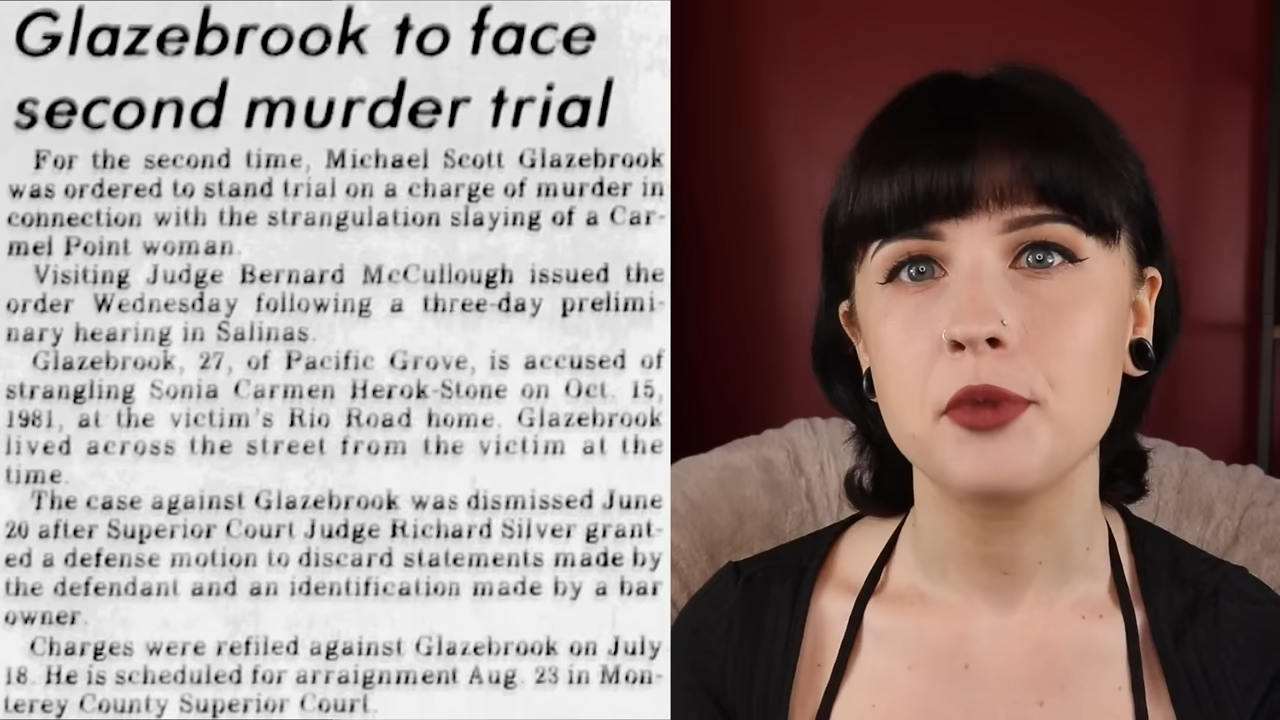 Glazebrook to face
second murder trial
For the second time, Michael Scott Glazebrook
was ordered to stand trial on a charge of murder in
connection with the strangulation slaying of a Car-
mel Point woman.
Visiting Judge Bernard McCullough issued the
order Wednesday following a three-day prelimi-
nary hearing in Salinas.
Glazebrook, 27, of Pacific Grove, is accused of
strangling Sonia Carmen Herok-Stone on Oct. 15,
1981, at the victim's Rio Road home. Glazebrook
lived across the street from the victim at the
time.
The case against Glazebrook was dismissed June
20 after Superior Court Judge Richard Silver grant-
ed a defense motion to discard statements made by
the defendant and an identification made by a bar
owner.
Charges were refiled against Glazebrook on July
18. He is scheduled for arraignment Aug. 23 in Mon-
terey County Superior Court.